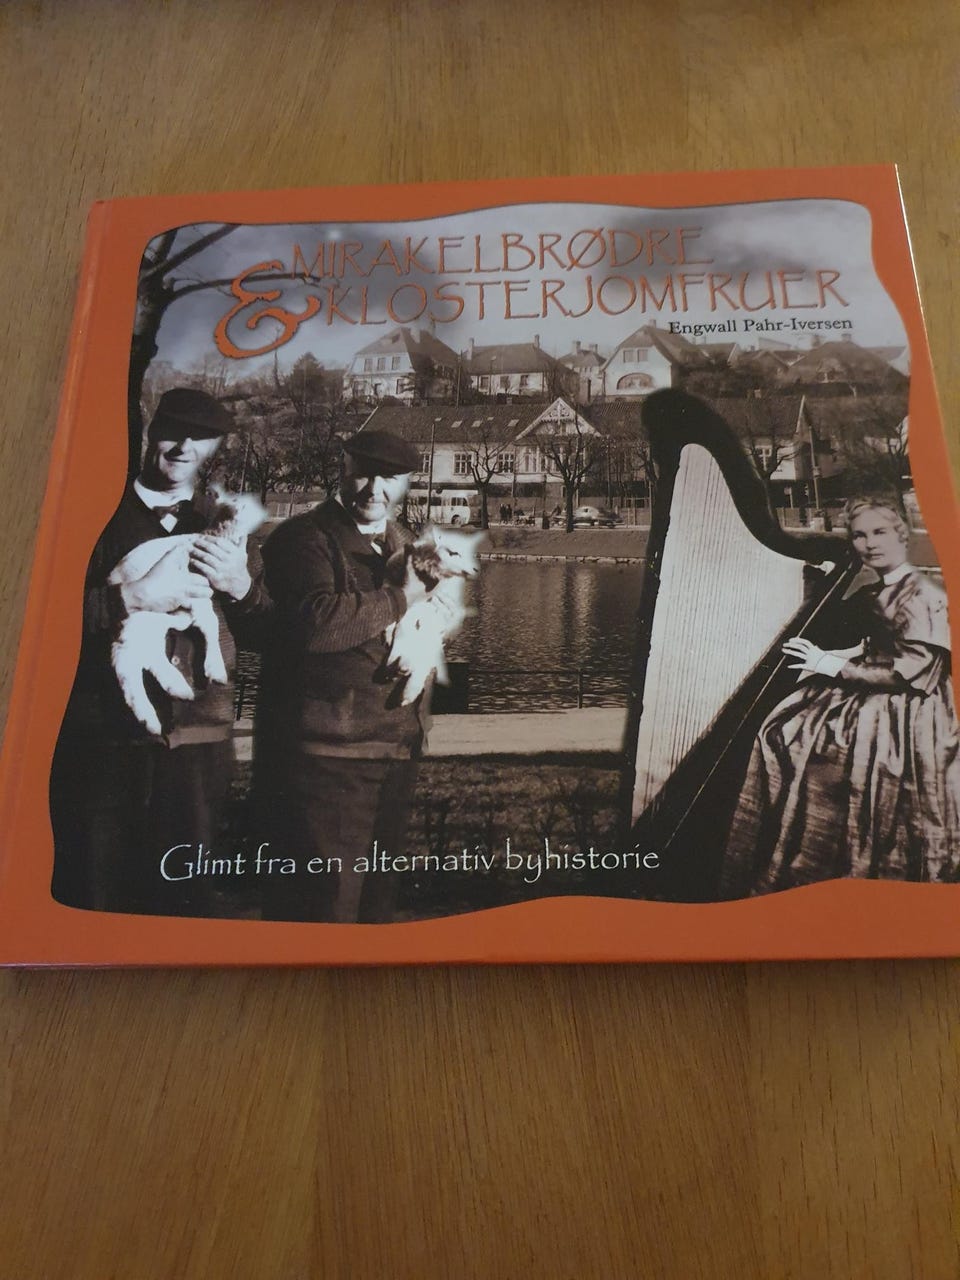 MIRAKELBRØDRE
& KLOSTERJOMFRUER
Engwall Pahr-Iversen
Glimt fra en alternativ byhistorie